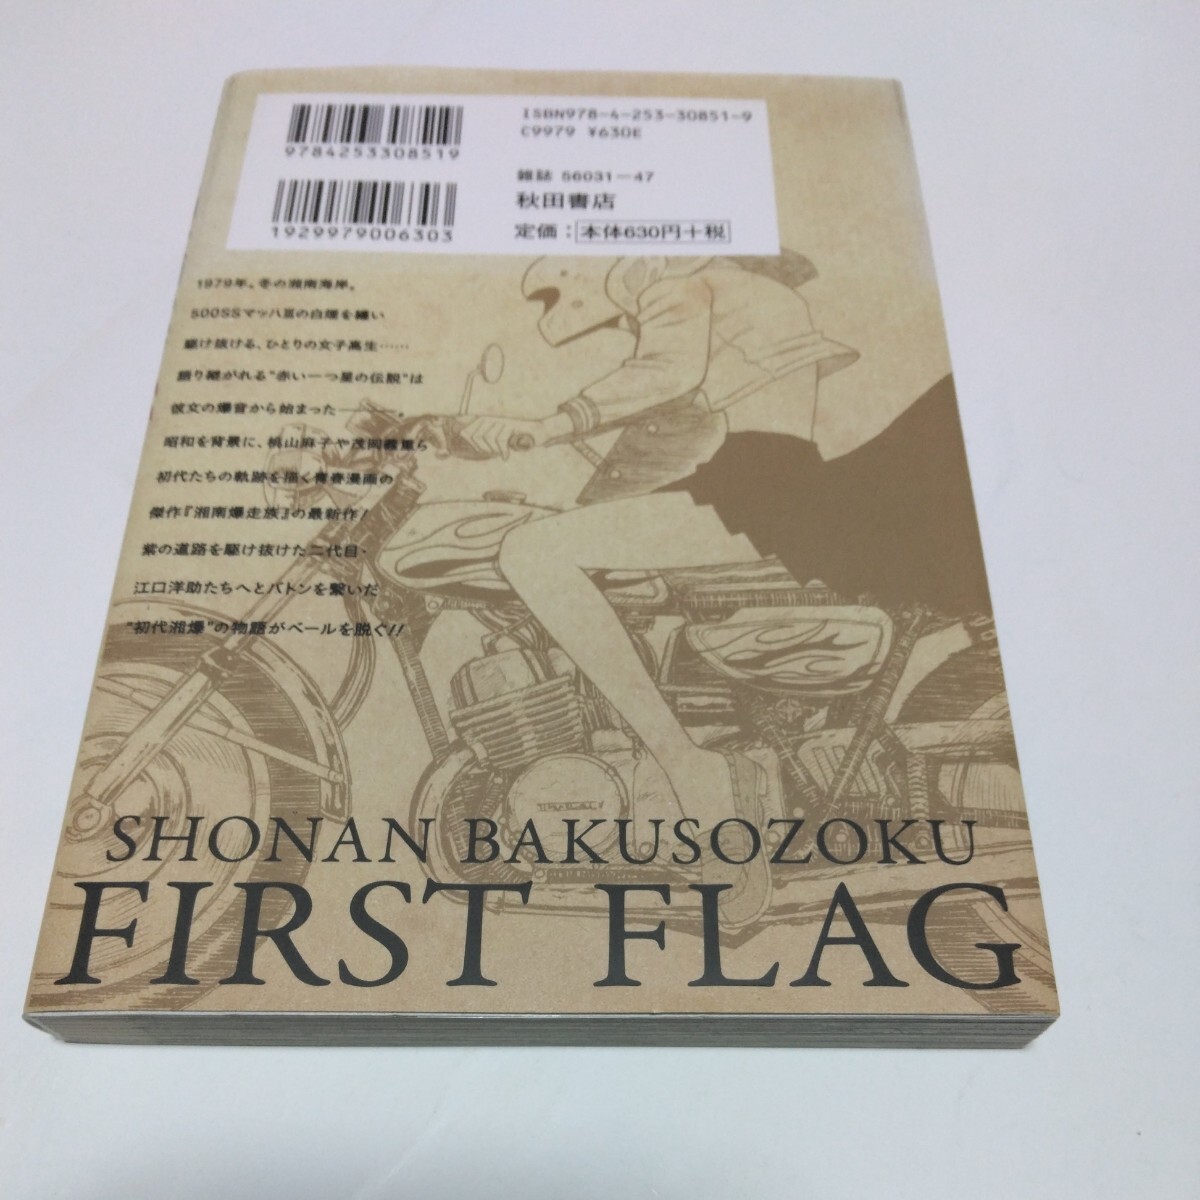 ISBN978-4-253-30851-9
C9979 ¥630E
9784253308519
雑誌 56031-47
秋田書店
1929979006303
定価:本体630円+税
1979年。冬の湘南海岸。
500SSマッハⅢの白煙を纏い
駆け抜ける、ひとりの女子高生……
語り継がれる"赤い一つ星の伝説"は
彼女の爆音から始まった――。
昭和を背景に、桃山麻子や茂岡義重ら
初代たちの軌跡を描く青春漫画の
傑作『湘南爆走族』の最新作!
紫の道路を駆け抜けた二代目・
江口洋助たちへとバトンを繋いだ
"初代湘爆"の物語がベールを脱ぐ!!
SHONAN BAKUSOZOKU
FIRST FLAG